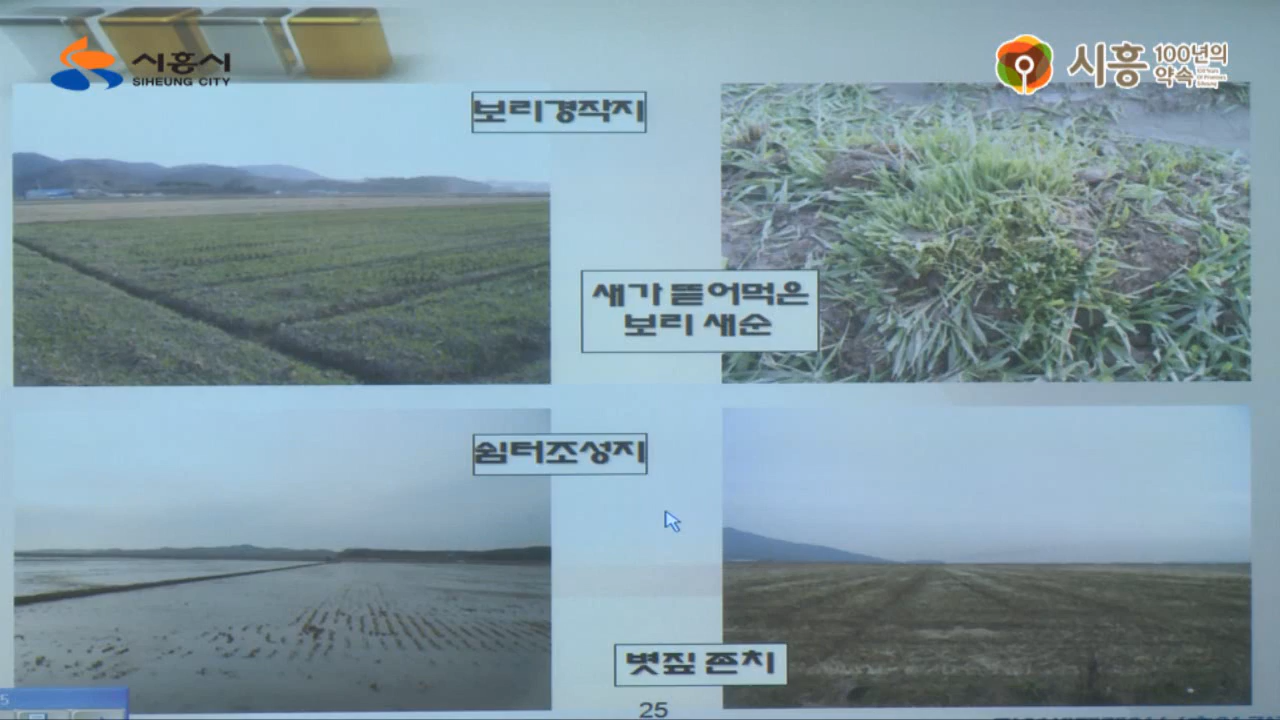 시흥시
SIHEUNG CITY
시흥 100년의 약속
보리경작지
새가 뜯어먹은
보리 새순
쉼터조성지
볏짚 존치
25
5